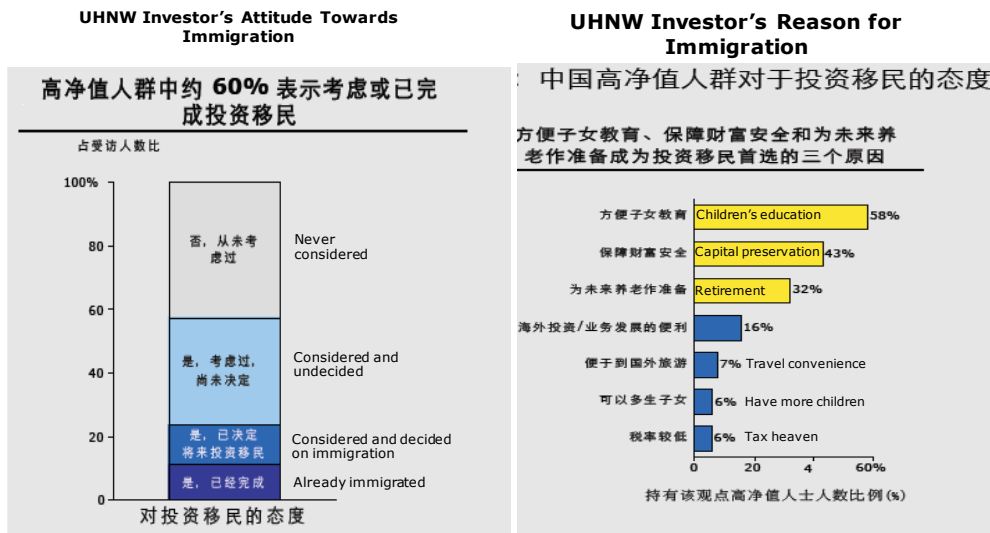 UHNW Investor's Attitude Towards
Immigration
高净值人群中约 60% 表示考虑或已完
成投资移民
占受访人数比
100%
80
60
40
20
0
否，从未考
虑过
Never
considered
是，考虑过，
尚未决定
Considered and
undecided
是，已决定
将来投资移民
Considered and decided
on immigration
是，已经完成
Already immigrated
对投资移民的态度
UHNW Investor's Reason for
Immigration
：中国高净值人群对于投资移民的态度
方便子女教育、保障财富安全和为未来养
老作准备成为投资移民首选的三个原因
方便子女教育 Children's education 58%
保障财富安全 Capital preservation 43%
为未来养老作准备 Retirement 32%
海外投资/业务发展的便利 16%
便于到国外旅游 7% Travel convenience
可以多生子女 6% Have more children
税率较低 6% Tax heaven
0 20 4 60%
持有该观点高净值人士人数比例(%)